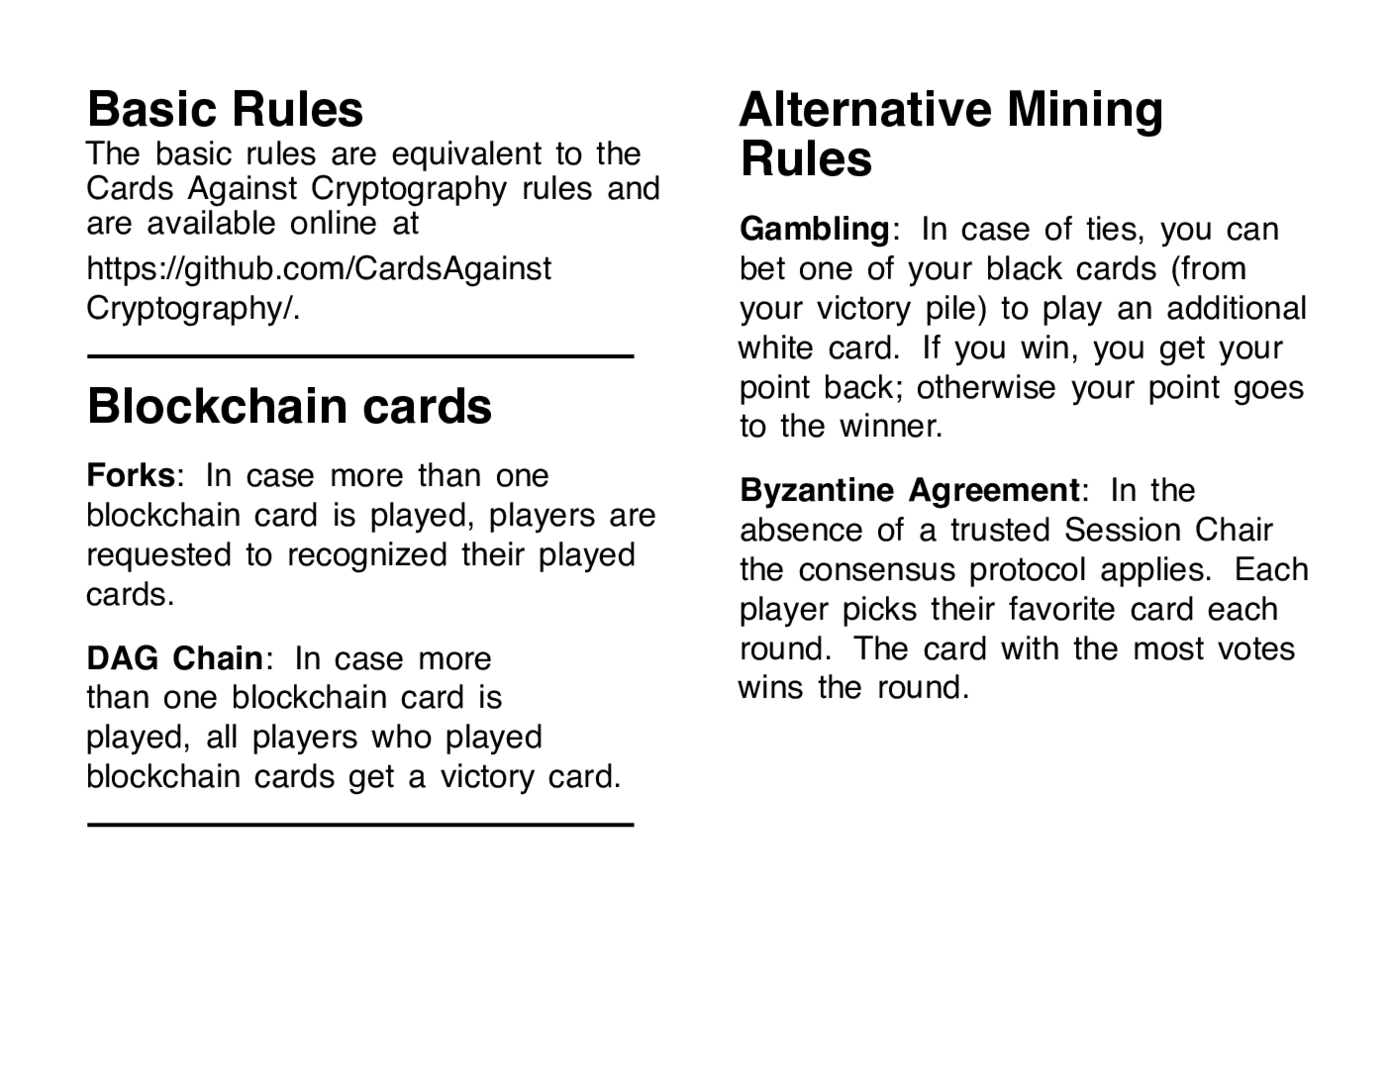 Basic Rules
The basic rules are equivalent to the
Cards Against Cryptography rules and
are available online at
https://github.com/CardsAgainst
Cryptography/.
Blockchain cards
Forks: In case more than one
blockchain card is played, players are
requested to recognized their played
cards.
DAG Chain: In case more
than one blockchain card is
played, all players who played
blockchain cards get a victory card.
Alternative Mining
Rules
Gambling: In case of ties, you can
bet one of your black cards (from
your victory pile) to play an additional
white card. If you win, you get your
point back; otherwise your point goes
to the winner.
Byzantine Agreement: In the
absence of a trusted Session Chair
the consensus protocol applies. Each
player picks their favorite card each
round. The card with the most votes
wins the round.